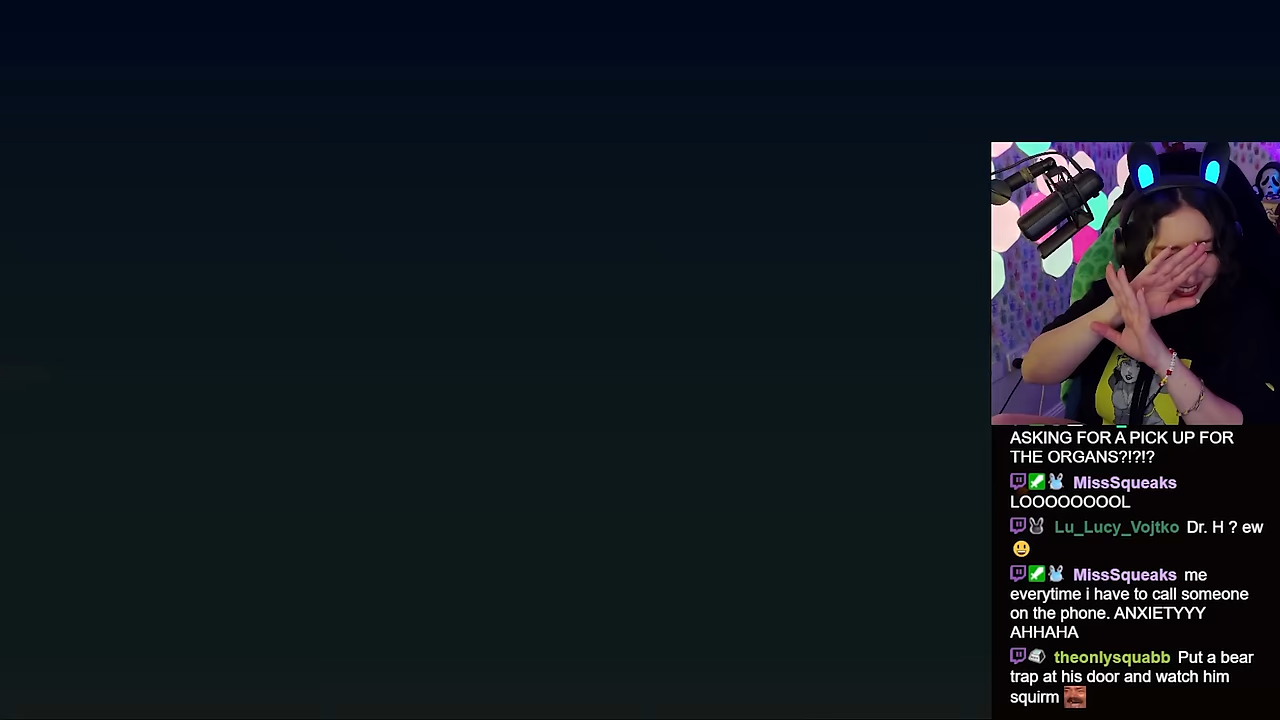 ASKING FOR A PICK UP FOR
THE ORGANS?!?!?
MissSqueaks
LOOOOOOOOL
Lu_Lucy_Vojtko Dr. H ? ew
MissSqueaks me
everytime i have to call someone
on the phone. ANXIETYYY
AHHAHA
theonlysquabb Put a bear
trap at his door and watch him
squirm